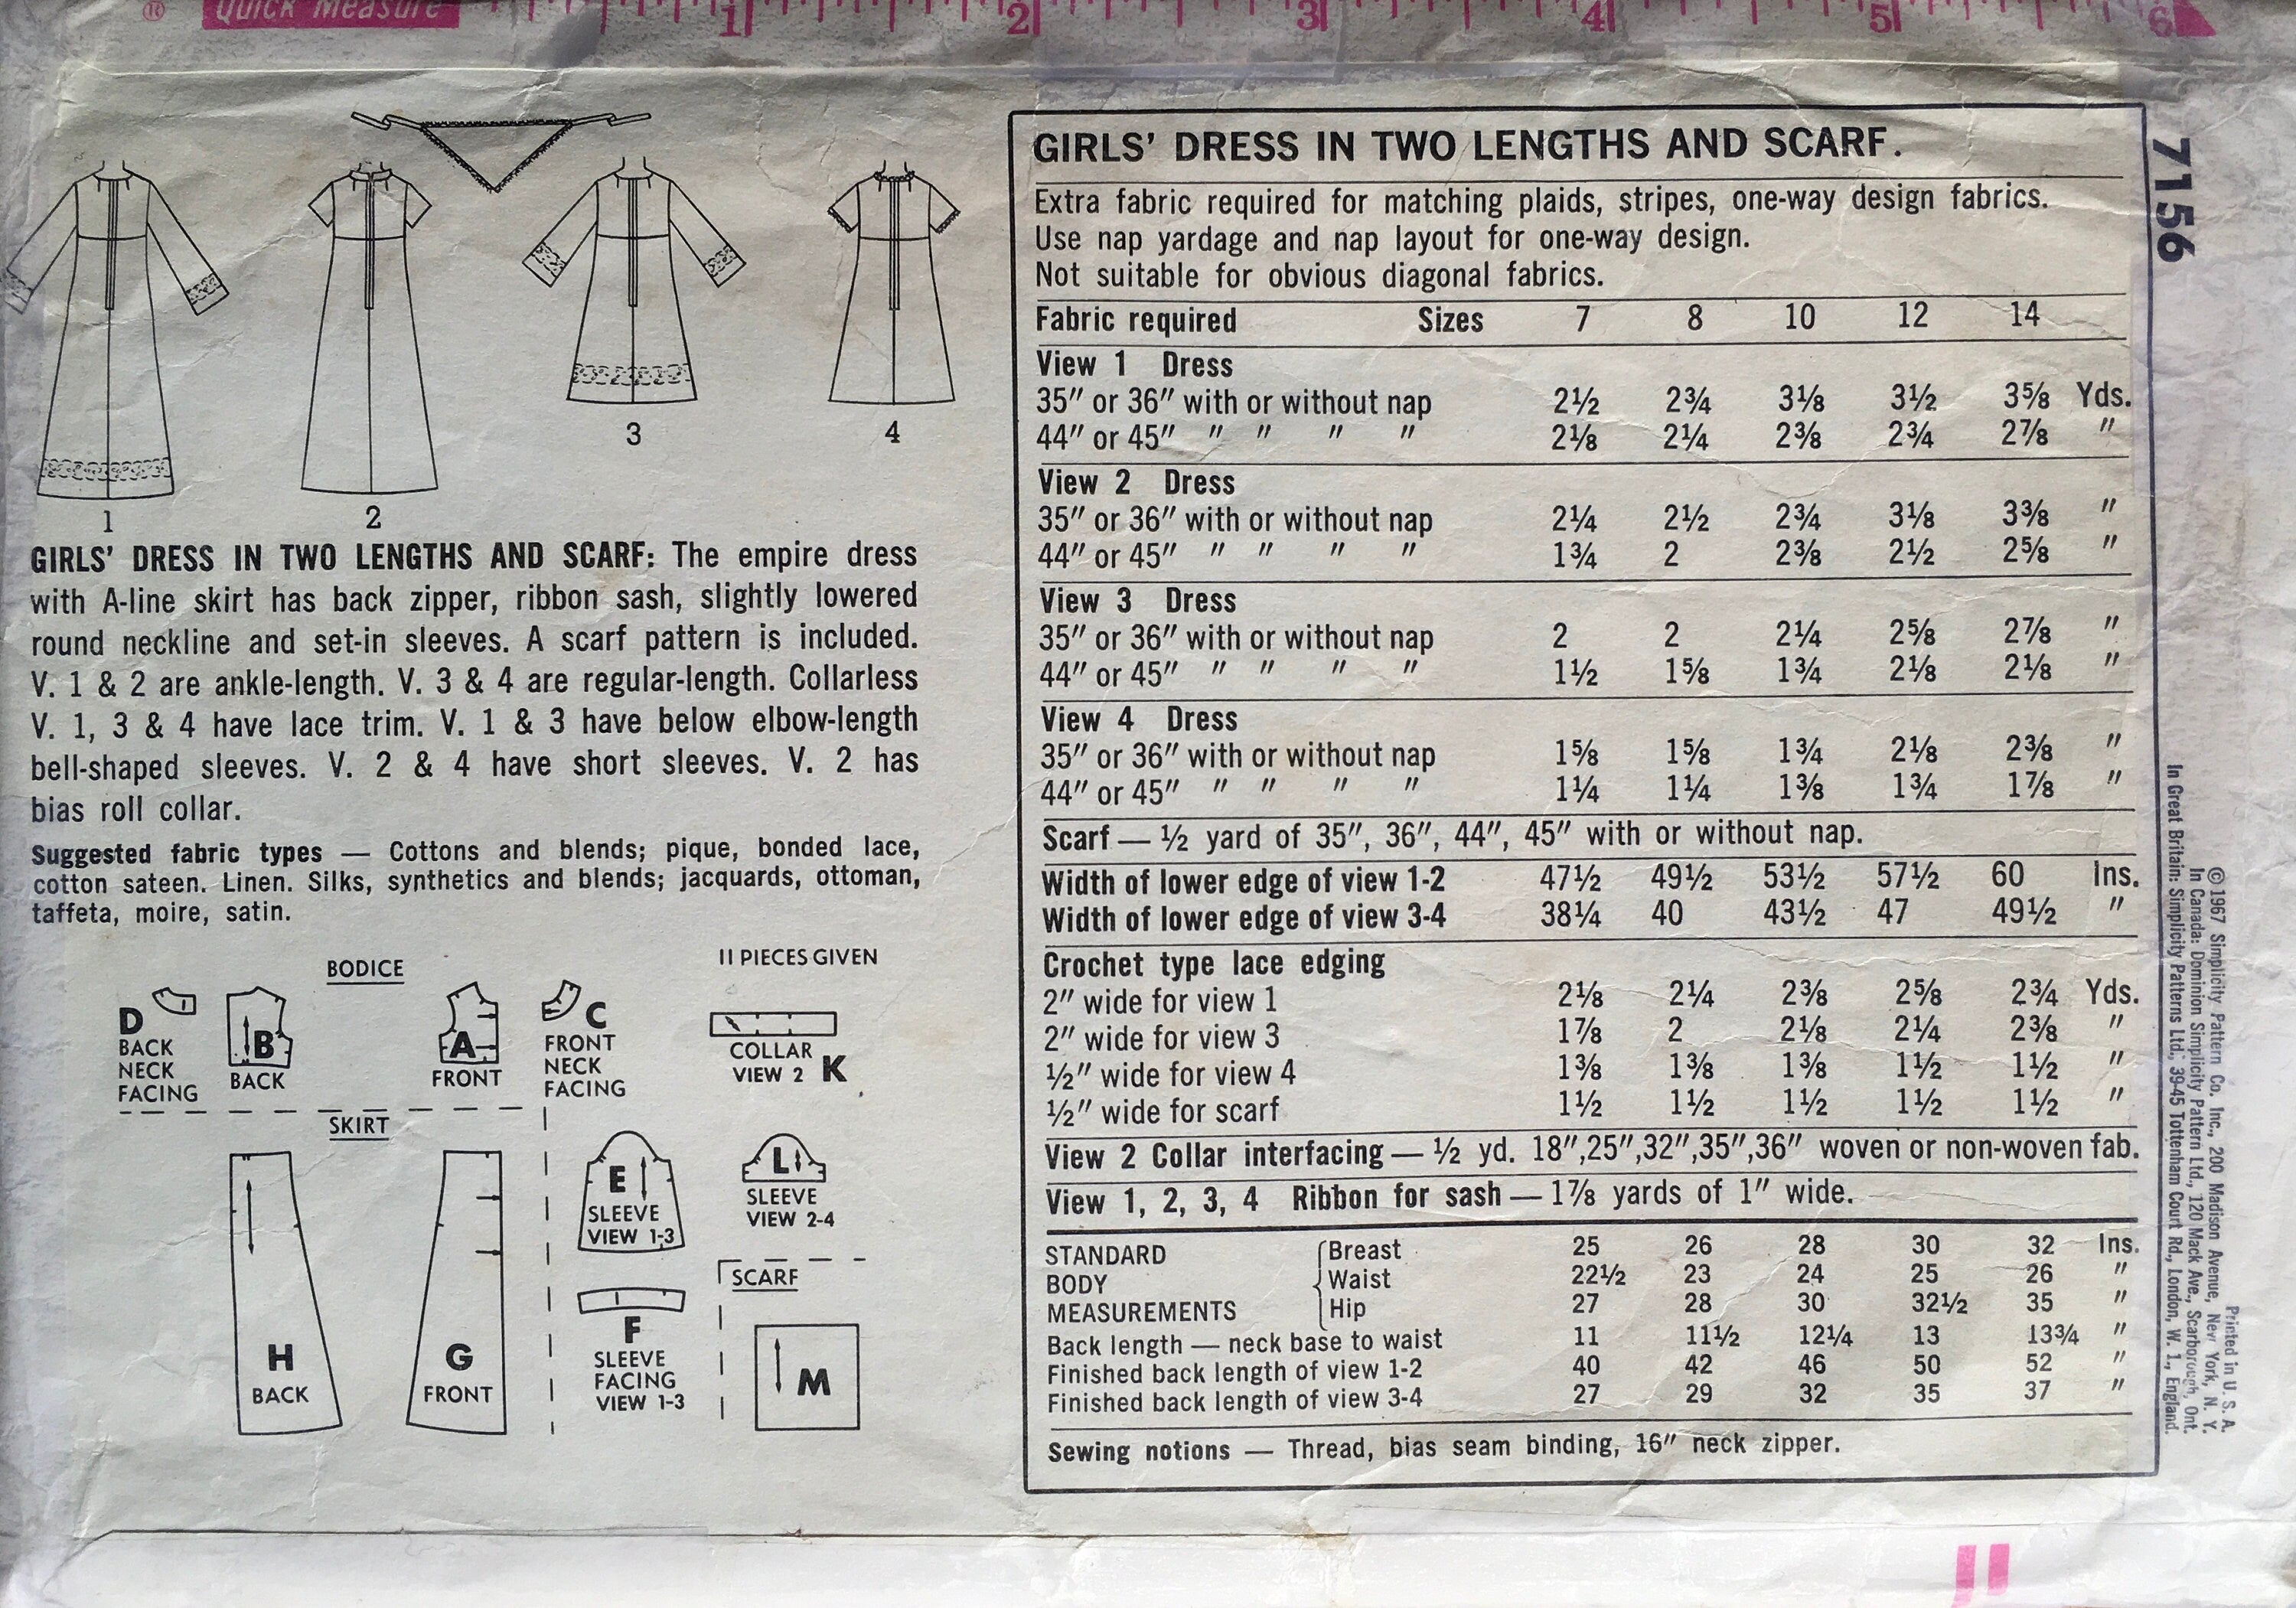 ® Quick Measure 1 2 3 4 5 6
1
2
3
4
GIRLS' DRESS IN TWO LENGTHS AND SCARF: The empire dress
with A-line skirt has back zipper, ribbon sash, slightly lowered
round neckline and set-in sleeves. A scarf pattern is included.
V. 1 & 2 are ankle-length. V. 3 & 4 are regular-length. Collarless
V. 1, 3 & 4 have lace trim. V. 1 & 3 have below elbow-length
bell-shaped sleeves. V. 2 & 4 have short sleeves. V. 2 has
bias roll collar.
Suggested fabric types — Cottons and blends; pique, bonded lace,
cotton sateen. Linen. Silks, synthetics and blends; jacquards, ottoman,
taffeta, moire, satin.
BODICE
11 PIECES GIVEN
D
BACK
NECK
FACING
B
BACK
A
FRONT
C
FRONT
NECK
FACING
COLLAR
VIEW 2 K
SKIRT
H
BACK
G
FRONT
E
SLEEVE
VIEW 1-3
L
SLEEVE
VIEW 2-4
F
SLEEVE
FACING
VIEW 1-3
SCARF
M
GIRLS' DRESS IN TWO LENGTHS AND SCARF.
Extra fabric required for matching plaids, stripes, one-way design fabrics.
Use nap yardage and nap layout for one-way design.
Not suitable for obvious diagonal fabrics.
Fabric required Sizes 7 8 10 12 14
View 1 Dress
35" or 36" with or without nap 2½ 2¾ 3⅛ 3½ 3⅝ Yds.
44" or 45" " " " " 2⅛ 2¼ 2⅜ 2¾ 2⅞ "
View 2 Dress
35" or 36" with or without nap 2¼ 2½ 2¾ 3⅛ 3⅜ "
44" or 45" " " " " 1¾ 2 2⅜ 2½ 2⅝ "
View 3 Dress
35" or 36" with or without nap 2 2 2¼ 2⅝ 2⅞ "
44" or 45" " " " " 1½ 1⅝ 1¾ 2⅛ 2⅛ "
View 4 Dress
35" or 36" with or without nap 1⅝ 1⅝ 1¾ 2⅛ 2⅜ "
44" or 45" " " " " 1¼ 1¼ 1⅜ 1¾ 1⅞ "
Scarf — ½ yard of 35", 36", 44", 45" with or without nap.
Width of lower edge of view 1-2 47½ 49½ 53½ 57½ 60 Ins.
Width of lower edge of view 3-4 38¼ 40 43½ 47 49½ "
Crochet type lace edging
2" wide for view 1 2⅛ 2¼ 2⅜ 2⅝ 2¾ Yds.
2" wide for view 3 1⅞ 2 2⅛ 2¼ 2⅜ "
½" wide for view 4 1⅜ 1⅜ 1⅜ 1½ 1½ "
½" wide for scarf 1½ 1½ 1½ 1½ 1½ "
View 2 Collar interfacing — ½ yd. 18",25",32",35",36" woven or non-woven fab.
View 1, 2, 3, 4 Ribbon for sash — 1⅞ yards of 1" wide.
STANDARD Breast 25 26 28 30 32 Ins.
BODY Waist 22½ 23 24 25 26 "
MEASUREMENTS Hip 27 28 30 32½ 35 "
Back length — neck base to waist 11 11½ 12¼ 13 13¾ "
Finished back length of view 1-2 40 42 46 50 52 "
Finished back length of view 3-4 27 29 32 35 37 "
Sewing notions — Thread, bias seam binding, 16" neck zipper.
7156
Printed in U. S. A.
© 1967 Simplicity Pattern Co. Inc., 200 Madison Avenue, New York, N. Y.
In Canada: Dominion Simplicity Pattern Ltd., 120 Mack Ave., Scarborough, Ont.
In Great Britain: Simplicity Patterns Ltd., 39-45 Tottenham Court Rd., London, W. 1., England.